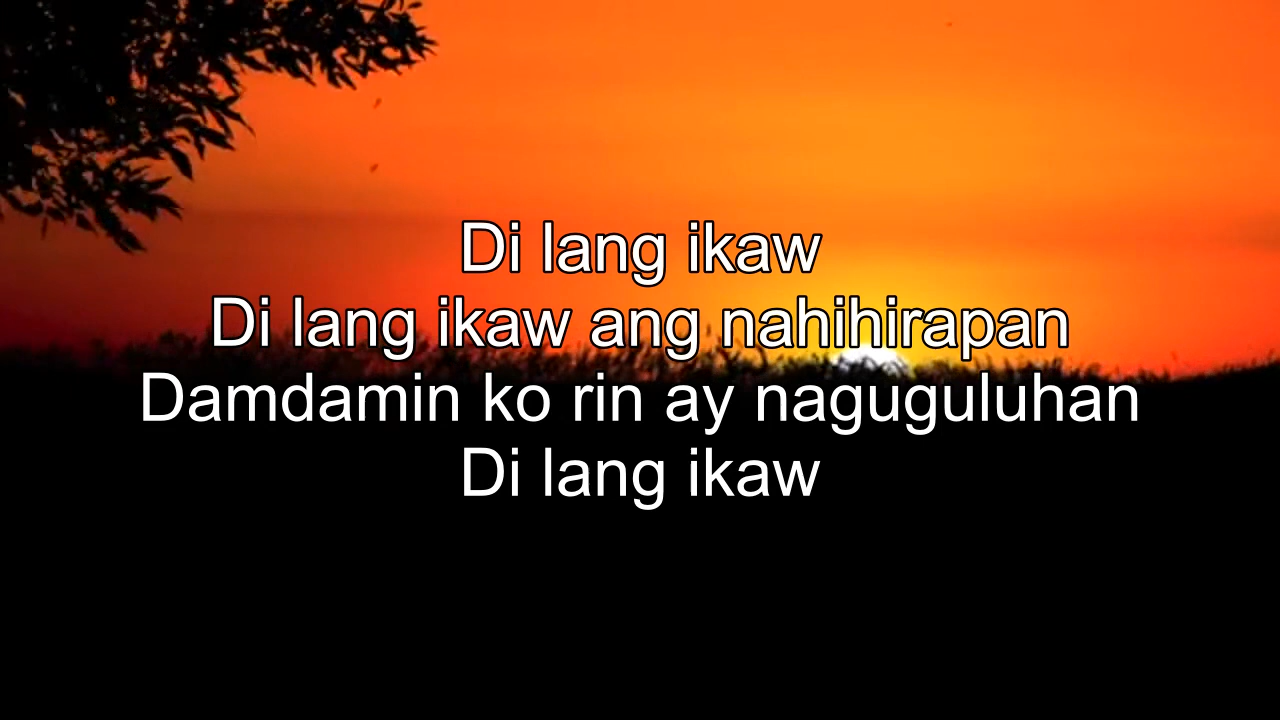 Di lang ikaw
Di lang ikaw ang nahihirapan
Damdamin ko rin ay naguguluhan
Di lang ikaw